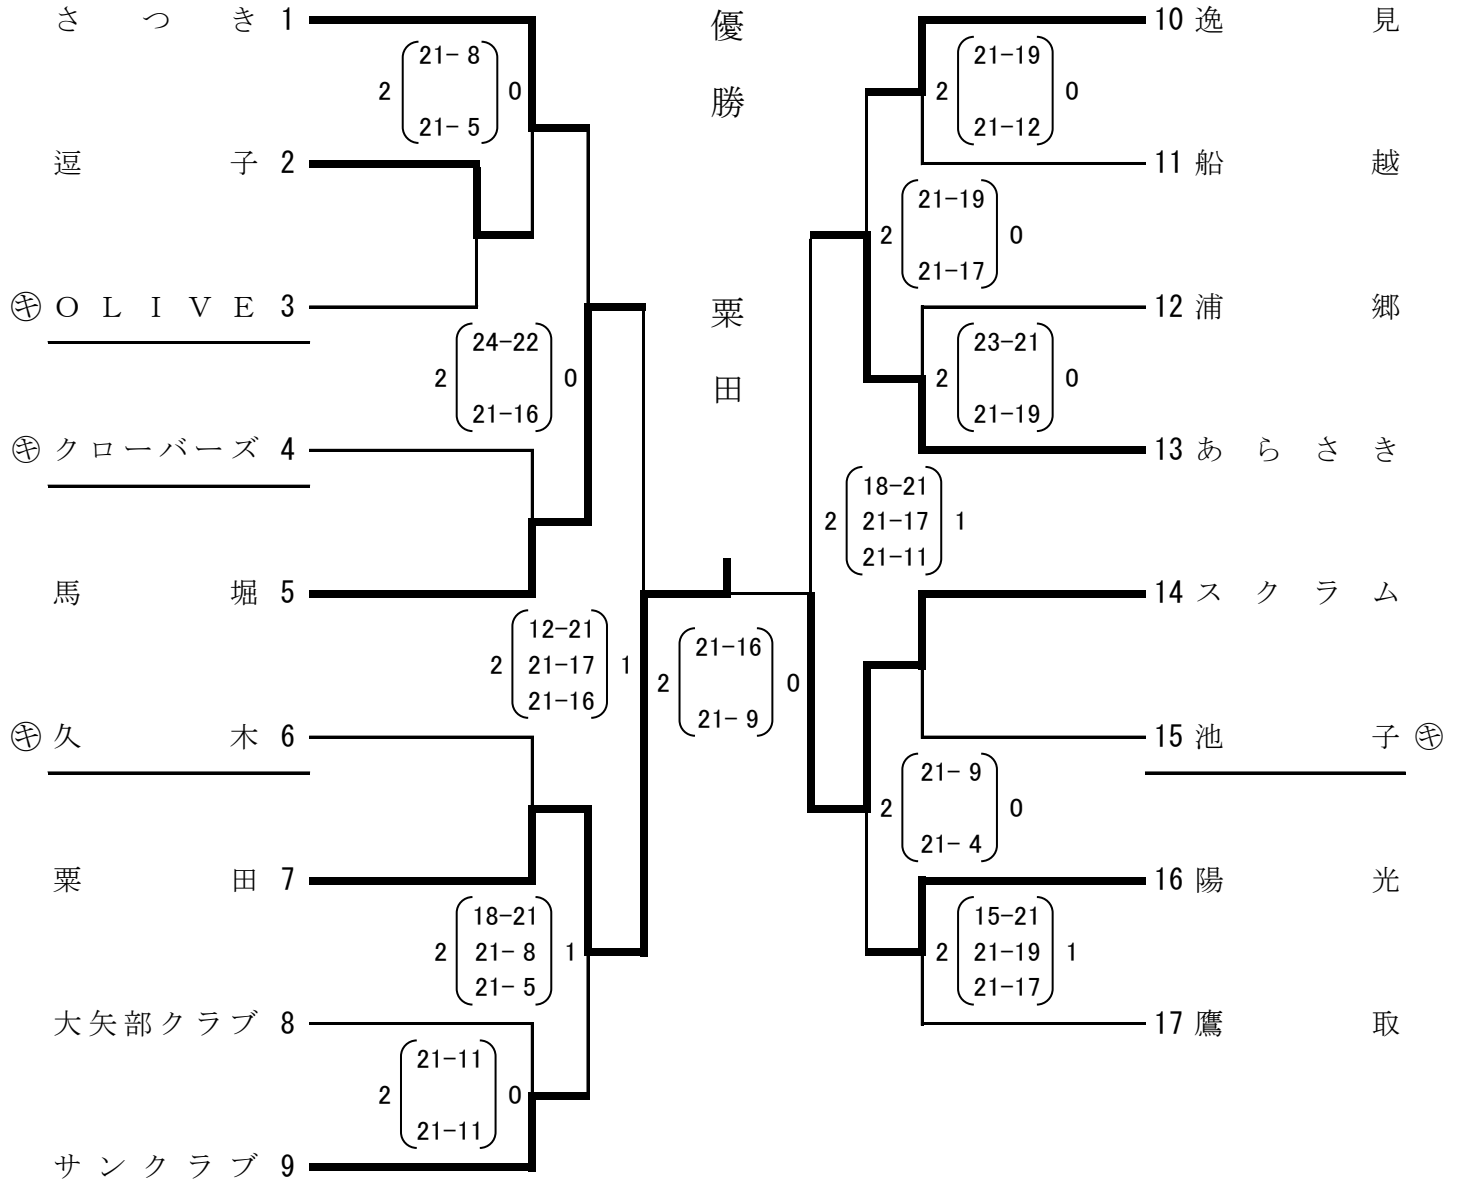 さつき 1
21- 8
2 0
21- 5
逗子 2
㋖ OLIVE 3
24-22
2 0
21-16
㋖ クローバーズ 4
馬堀 5
12-21
2 21-17 1
21-16
㋖ 久木 6
粟田 7
18-21
2 21- 8 1
21- 5
大矢部クラブ 8
21-11
2 0
21-11
サンクラブ 9
優勝
粟田
21-16
2 0
21- 9
10 逸見
21-19
2 0
21-12
11 船越
21-19
2 0
21-17
12 浦郷
23-21
2 0
21-19
13 あらさき
18-21
2 21-17 1
21-11
14 スクラム
15 池子 ㋖
21- 9
2 0
21- 4
16 陽光
15-21
2 21-19 1
21-17
17 鷹取